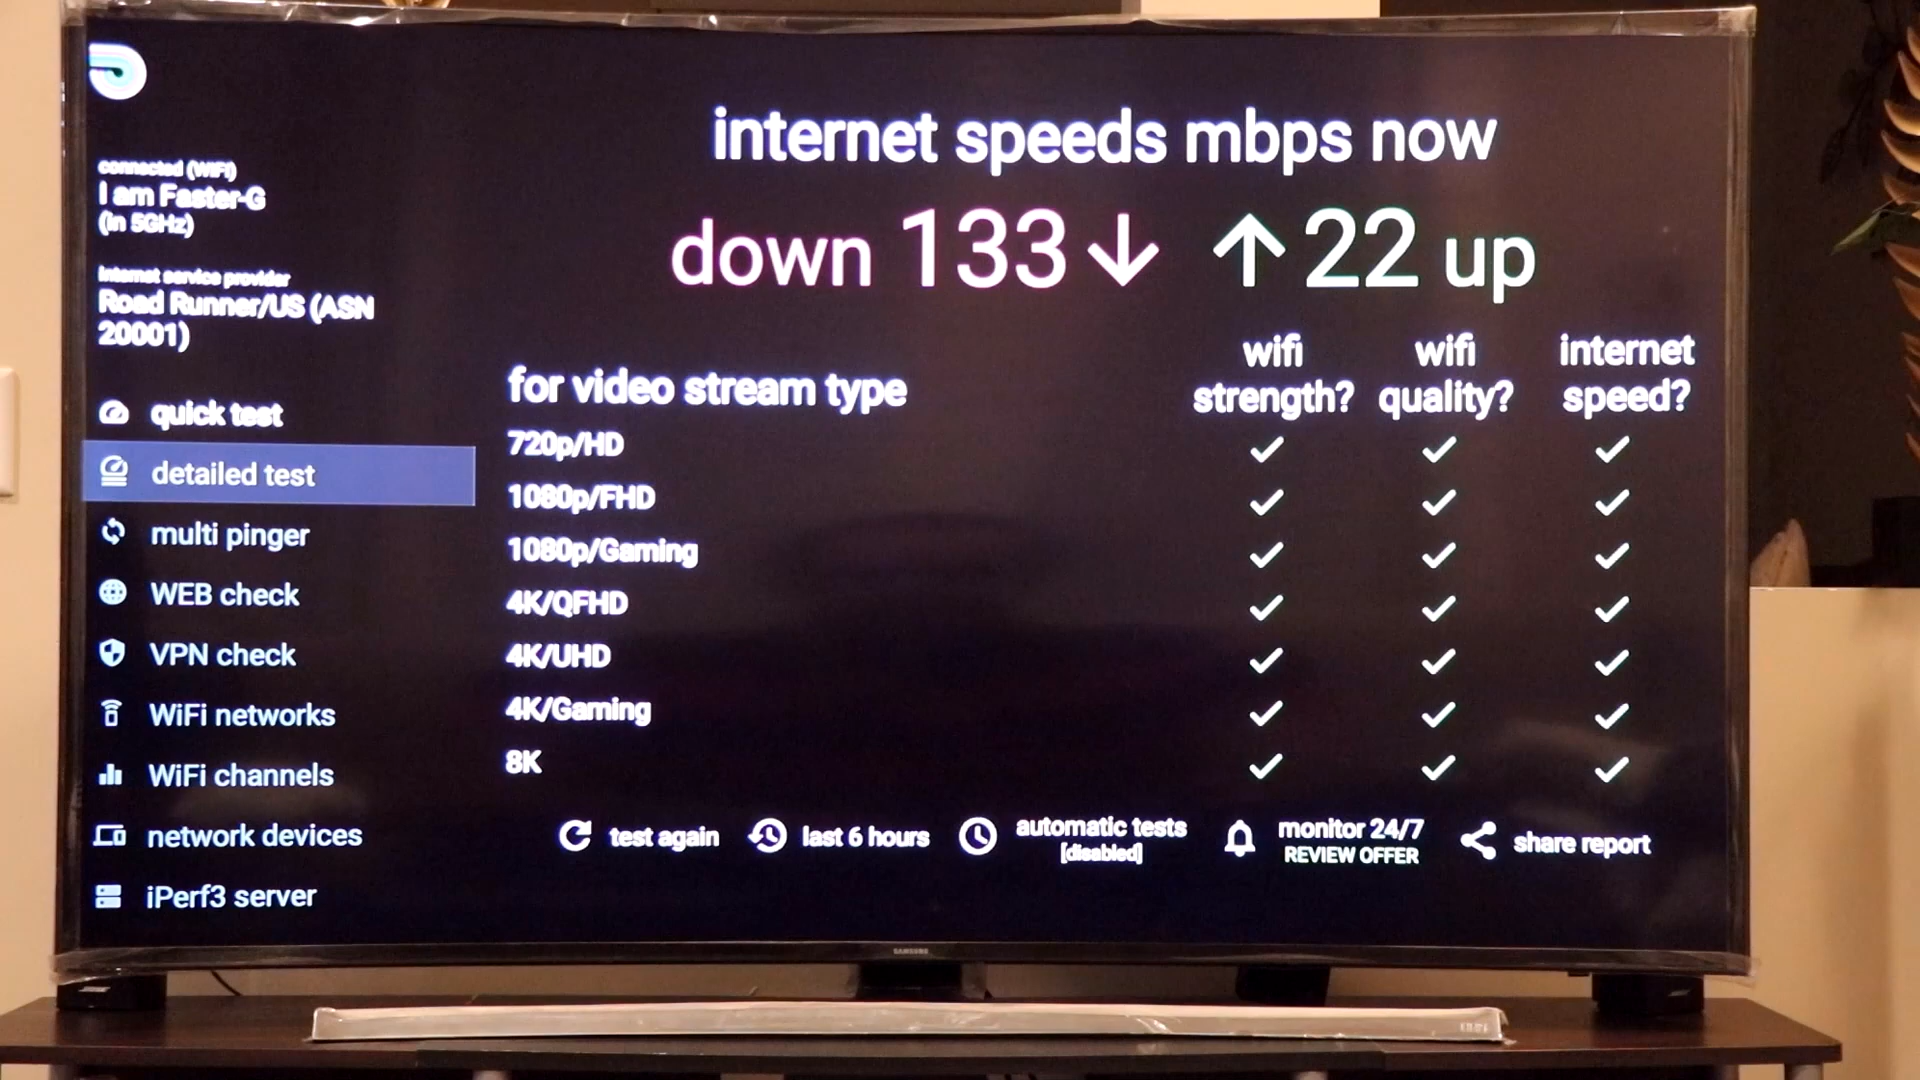 connected (WiFi)
I am Faster-G
(in 5GHz)
Internet service provider
Road Runner/US (ASN
20001)
quick test
detailed test
multi pinger
WEB check
VPN check
WiFi networks
WiFi channels
network devices
iPerf3 server
internet speeds mbps now
down 133 ↓ ↑ 22 up
for video stream type
wifi strength?
wifi quality?
internet speed?
720p/HD ✓ ✓ ✓
1080p/FHD ✓ ✓ ✓
1080p/Gaming ✓ ✓ ✓
4K/QFHD ✓ ✓ ✓
4K/UHD ✓ ✓ ✓
4K/Gaming ✓ ✓ ✓
8K ✓ ✓ ✓
test again
last 6 hours
automatic tests
[disabled]
monitor 24/7
REVIEW OFFER
share report
SAMSUNG